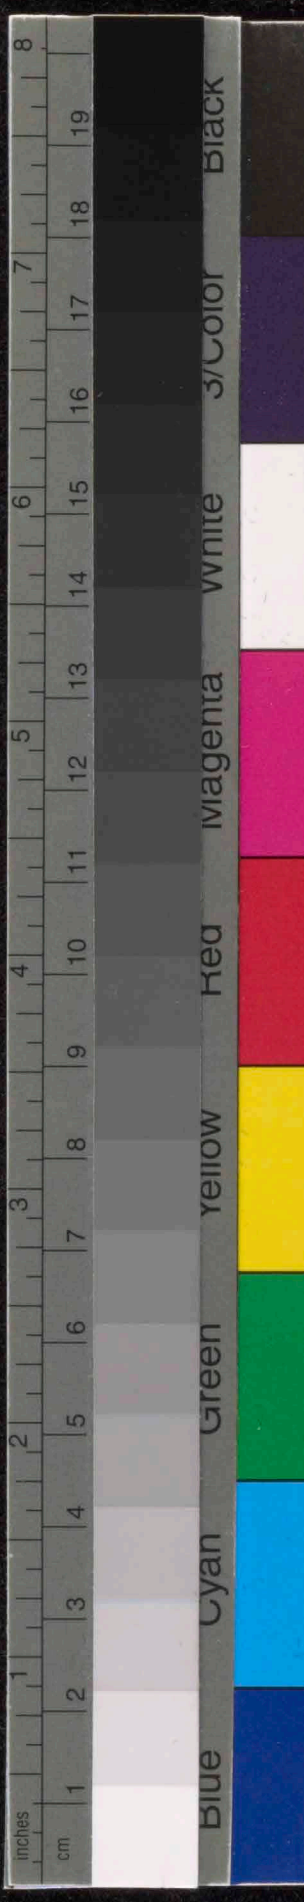 inches 1 2 3 4 5 6 7 8
cm 1 2 3 4 5 6 7 8 9 10 11 12 13 14 15 16 17 18 19
Blue Cyan Green Yellow Red Magenta White 3/Color Black